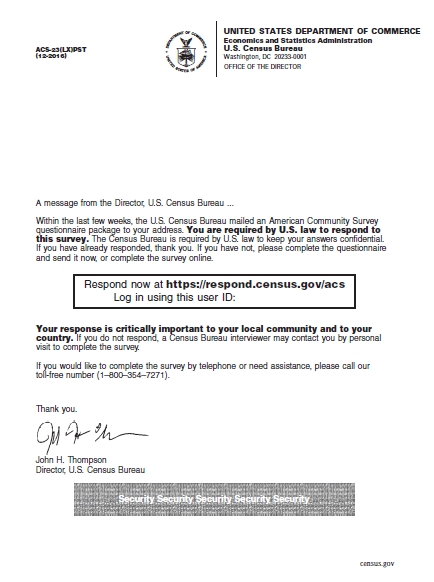 ACS-23(LX)PST
(12-2016)
DEPARTMENT OF COMMERCE
UNITED STATES OF AMERICA
UNITED STATES DEPARTMENT OF COMMERCE
Economics and Statistics Administration
U.S. Census Bureau
Washington, DC 20233-0001
OFFICE OF THE DIRECTOR
A message from the Director, U.S. Census Bureau ...
Within the last few weeks, the U.S. Census Bureau mailed an American Community Survey
questionnaire package to your address. You are required by U.S. law to respond to
this survey. The Census Bureau is required by U.S. law to keep your answers confidential.
If you have already responded, thank you. If you have not, please complete the questionnaire
and send it now, or complete the survey online.
Respond now at https://respond.census.gov/acs
Log in using this user ID:
Your response is critically important to your local community and to your
country. If you do not respond, a Census Bureau interviewer may contact you by personal
visit to complete the survey.
If you would like to complete the survey by telephone or need assistance, please call our
toll-free number (1–800–354–7271).
Thank you.
John H. Thompson
Director, U.S. Census Bureau
Security Security Security Security Security
census.gov